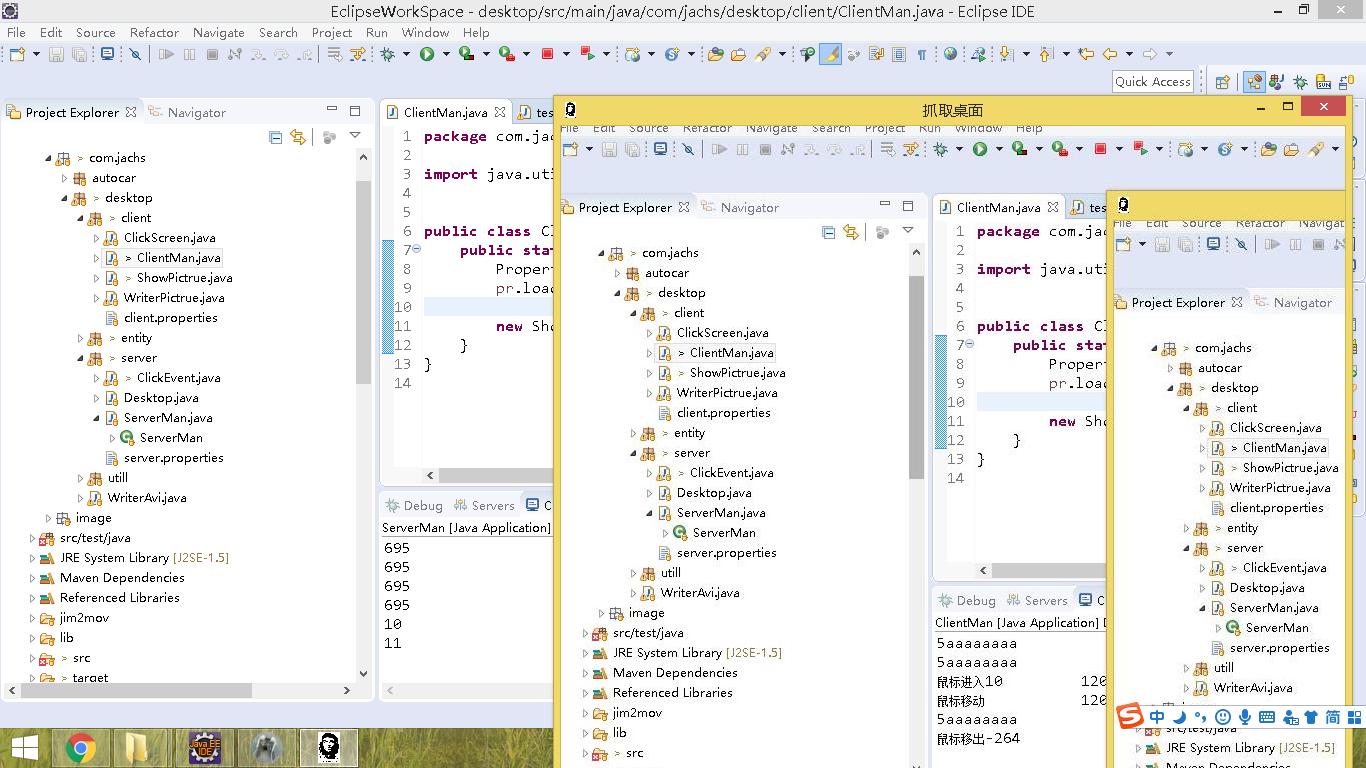 EclipseWorkSpace - desktop/src/main/java/com/jachs/desktop/client/ClientMan.java - Eclipse IDE
File Edit Source Refactor Navigate Search Project Run Window Help
Quick Access
Project Explorer
Navigator
> com.jachs
autocar
> desktop
> client
ClickScreen.java
> ClientMan.java
> ShowPictrue.java
WriterPictrue.java
client.properties
> entity
> server
> ClickEvent.java
Desktop.java
ServerMan.java
ServerMan
server.properties
utill
WriterAvi.java
image
src/test/java
JRE System Library [J2SE-1.5]
Maven Dependencies
Referenced Libraries
jim2mov
lib
> src
> target
ClientMan.java
1 package com.jac
2
3 import java.uti
4
5
6 public class Cl
7 public stat
8 Propert
9 pr.load
10
11 new Sho
12 }
13 }
14
Debug Servers
ServerMan [Java Application]
695
695
695
695
10
11
抓取桌面
File Edit Source Refactor Navigate Search Project Run Window Help
Project Explorer
Navigator
> com.jachs
autocar
> desktop
> client
ClickScreen.java
> ClientMan.java
> ShowPictrue.java
WriterPictrue.java
client.properties
> entity
> server
> ClickEvent.java
Desktop.java
ServerMan.java
ServerMan
server.properties
utill
WriterAvi.java
image
src/test/java
JRE System Library [J2SE-1.5]
Maven Dependencies
Referenced Libraries
jim2mov
lib
> src
ClientMan.java
1 package com.jac
2
3 import java.uti
4
5
6 public class Cl
7 public stat
8 Propert
9 pr.load
10
11 new Sho
12 }
13 }
14
Debug Servers
ClientMan [Java Application]
5aaaaaaaa
5aaaaaaaa
鼠标进入10 120
鼠标移动 120
5aaaaaaaa
鼠标移出-264
File Edit Source Refactor Navigat
Project Explorer
Navigator
> com.jachs
autocar
> desktop
> client
ClickScreen.java
> ClientMan.java
> ShowPictrue.java
WriterPictrue.java
client.properties
> entity
> server
> ClickEvent.java
Desktop.java
ServerMan.java
ServerMan
server.properties
utill
WriterAvi.java
src/test/java
JRE System Library [J2SE-1.5]
Maven Dependencies
中 简
Java EE
IDE